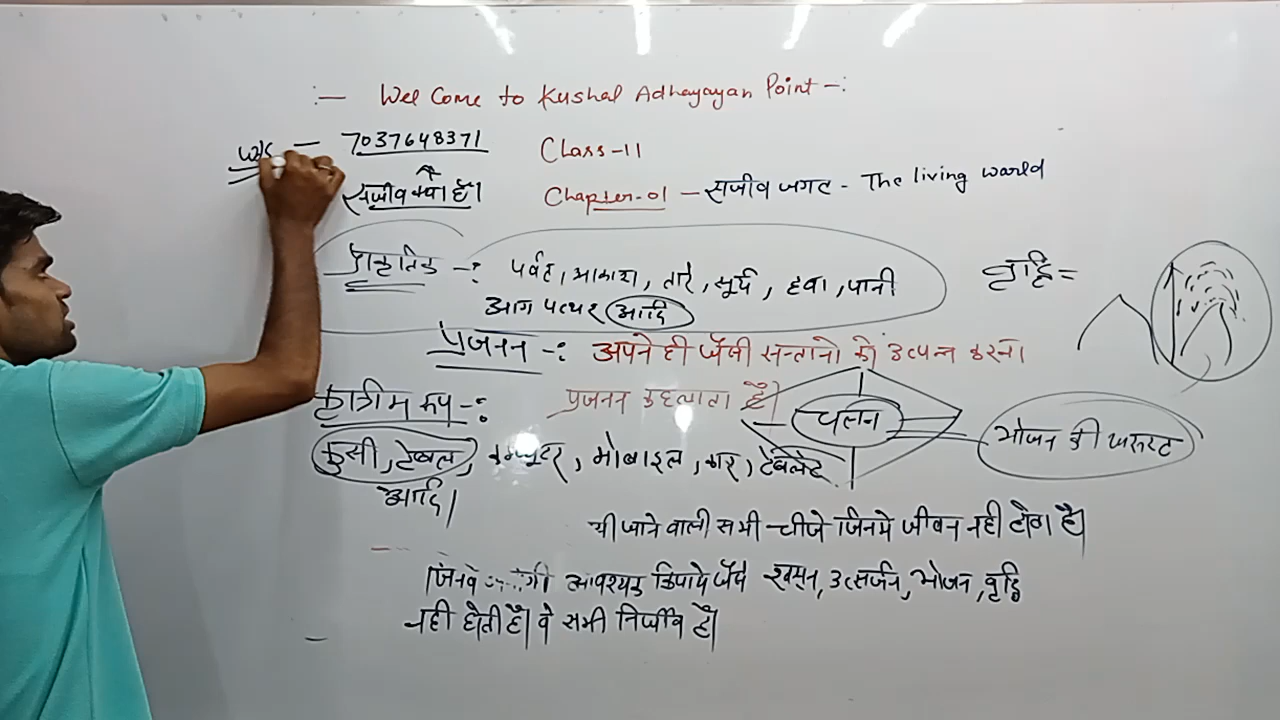 :— Wel Come to Kushal Adhayayan Point —:
7037648371 Class-11
सजीव क्या है। Chapter-01 — सजीव जगत - The living world
प्राकृतिक —: पर्वत, आकाश, तारे, सूर्य, हवा, पानी
आग पत्थर आदि
वृद्धि =
प्रजनन —: अपने ही जैसी सन्तानो को उत्पन्न करना
प्रजनन कहलाता है।
कृत्रीम रूप —:
चलन
भोजन की जरूरत
कुर्सी, टेबल, कम्प्यूटर, मोबाइल, कार, टेबलेट
आदि।
की जाने वाली सभी चीजे जिनमे जीवन नही होता है।
आवश्यक क्रियाये जैसे श्वसन, उत्सर्जन, भोजन, वृद्धि
नही होती है। वे सभी निर्जीव है।